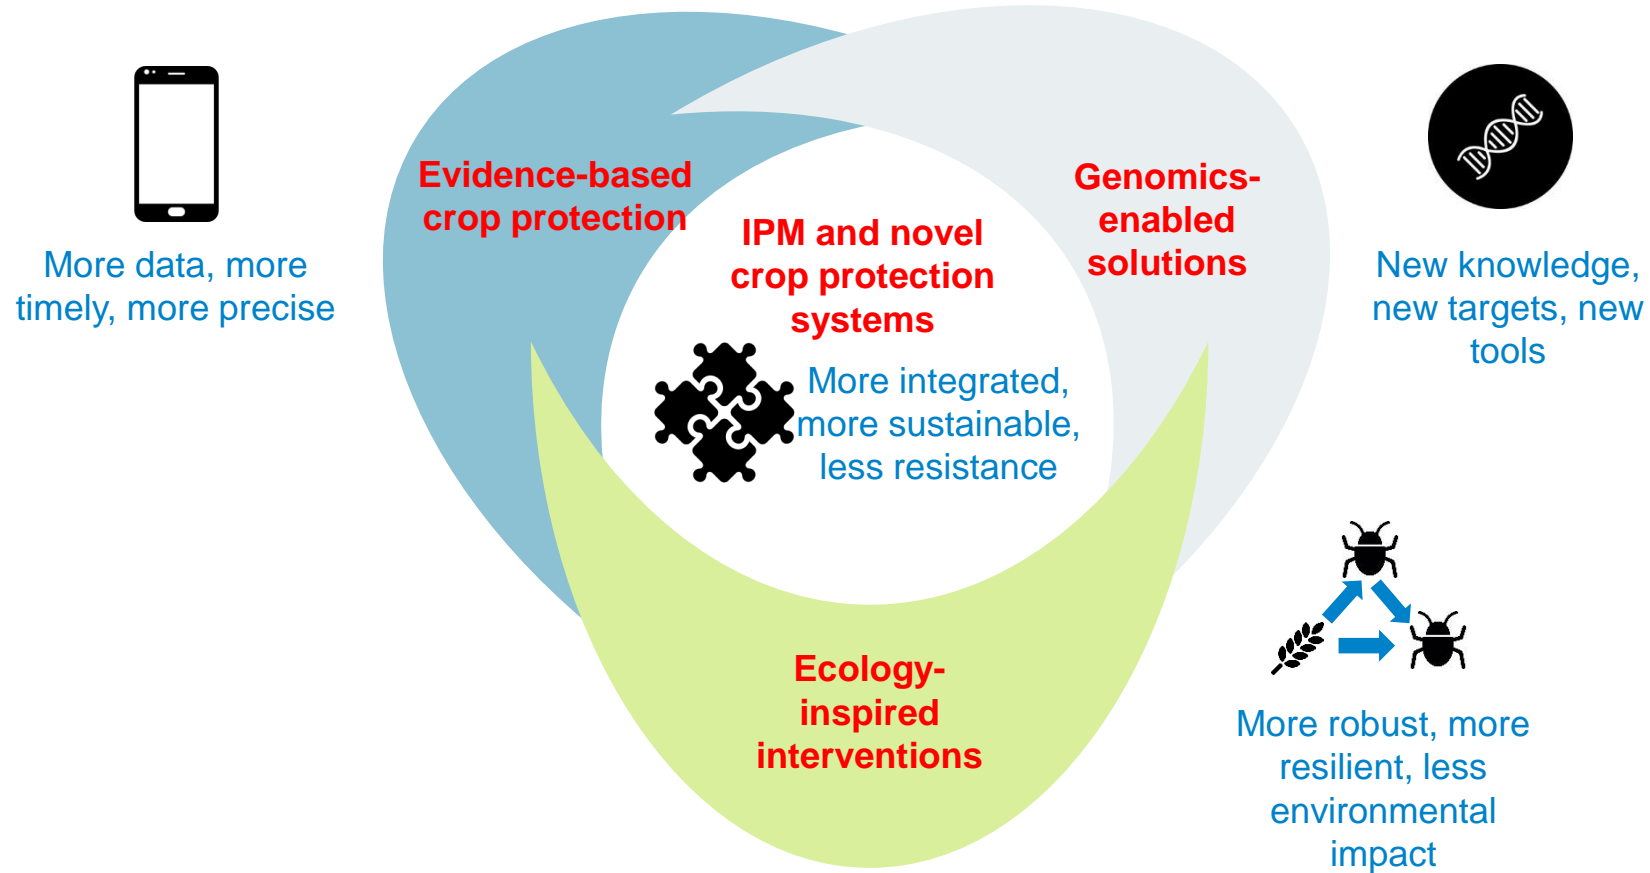 More data, more
timely, more precise
Evidence-based
crop protection
IPM and novel
crop protection
systems
More integrated,
more sustainable,
less resistance
Genomics-
enabled
solutions
New knowledge,
new targets, new
tools
Ecology-
inspired
interventions
More robust, more
resilient, less
environmental
impact